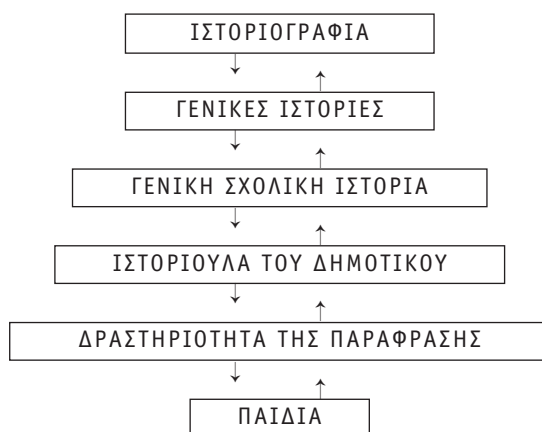 ΙΣΤΟΡΙΟΓΡΑΦΙΑ
ΓΕΝΙΚΕΣ ΙΣΤΟΡΙΕΣ
ΓΕΝΙΚΗ ΣΧΟΛΙΚΗ ΙΣΤΟΡΙΑ
ΙΣΤΟΡΙΟΥΛΑ ΤΟΥ ΔΗΜΟΤΙΚΟΥ
ΔΡΑΣΤΗΡΙΟΤΗΤΑ ΤΗΣ ΠΑΡΑΦΡΑΣΗΣ
ΠΑΙΔΙΑ